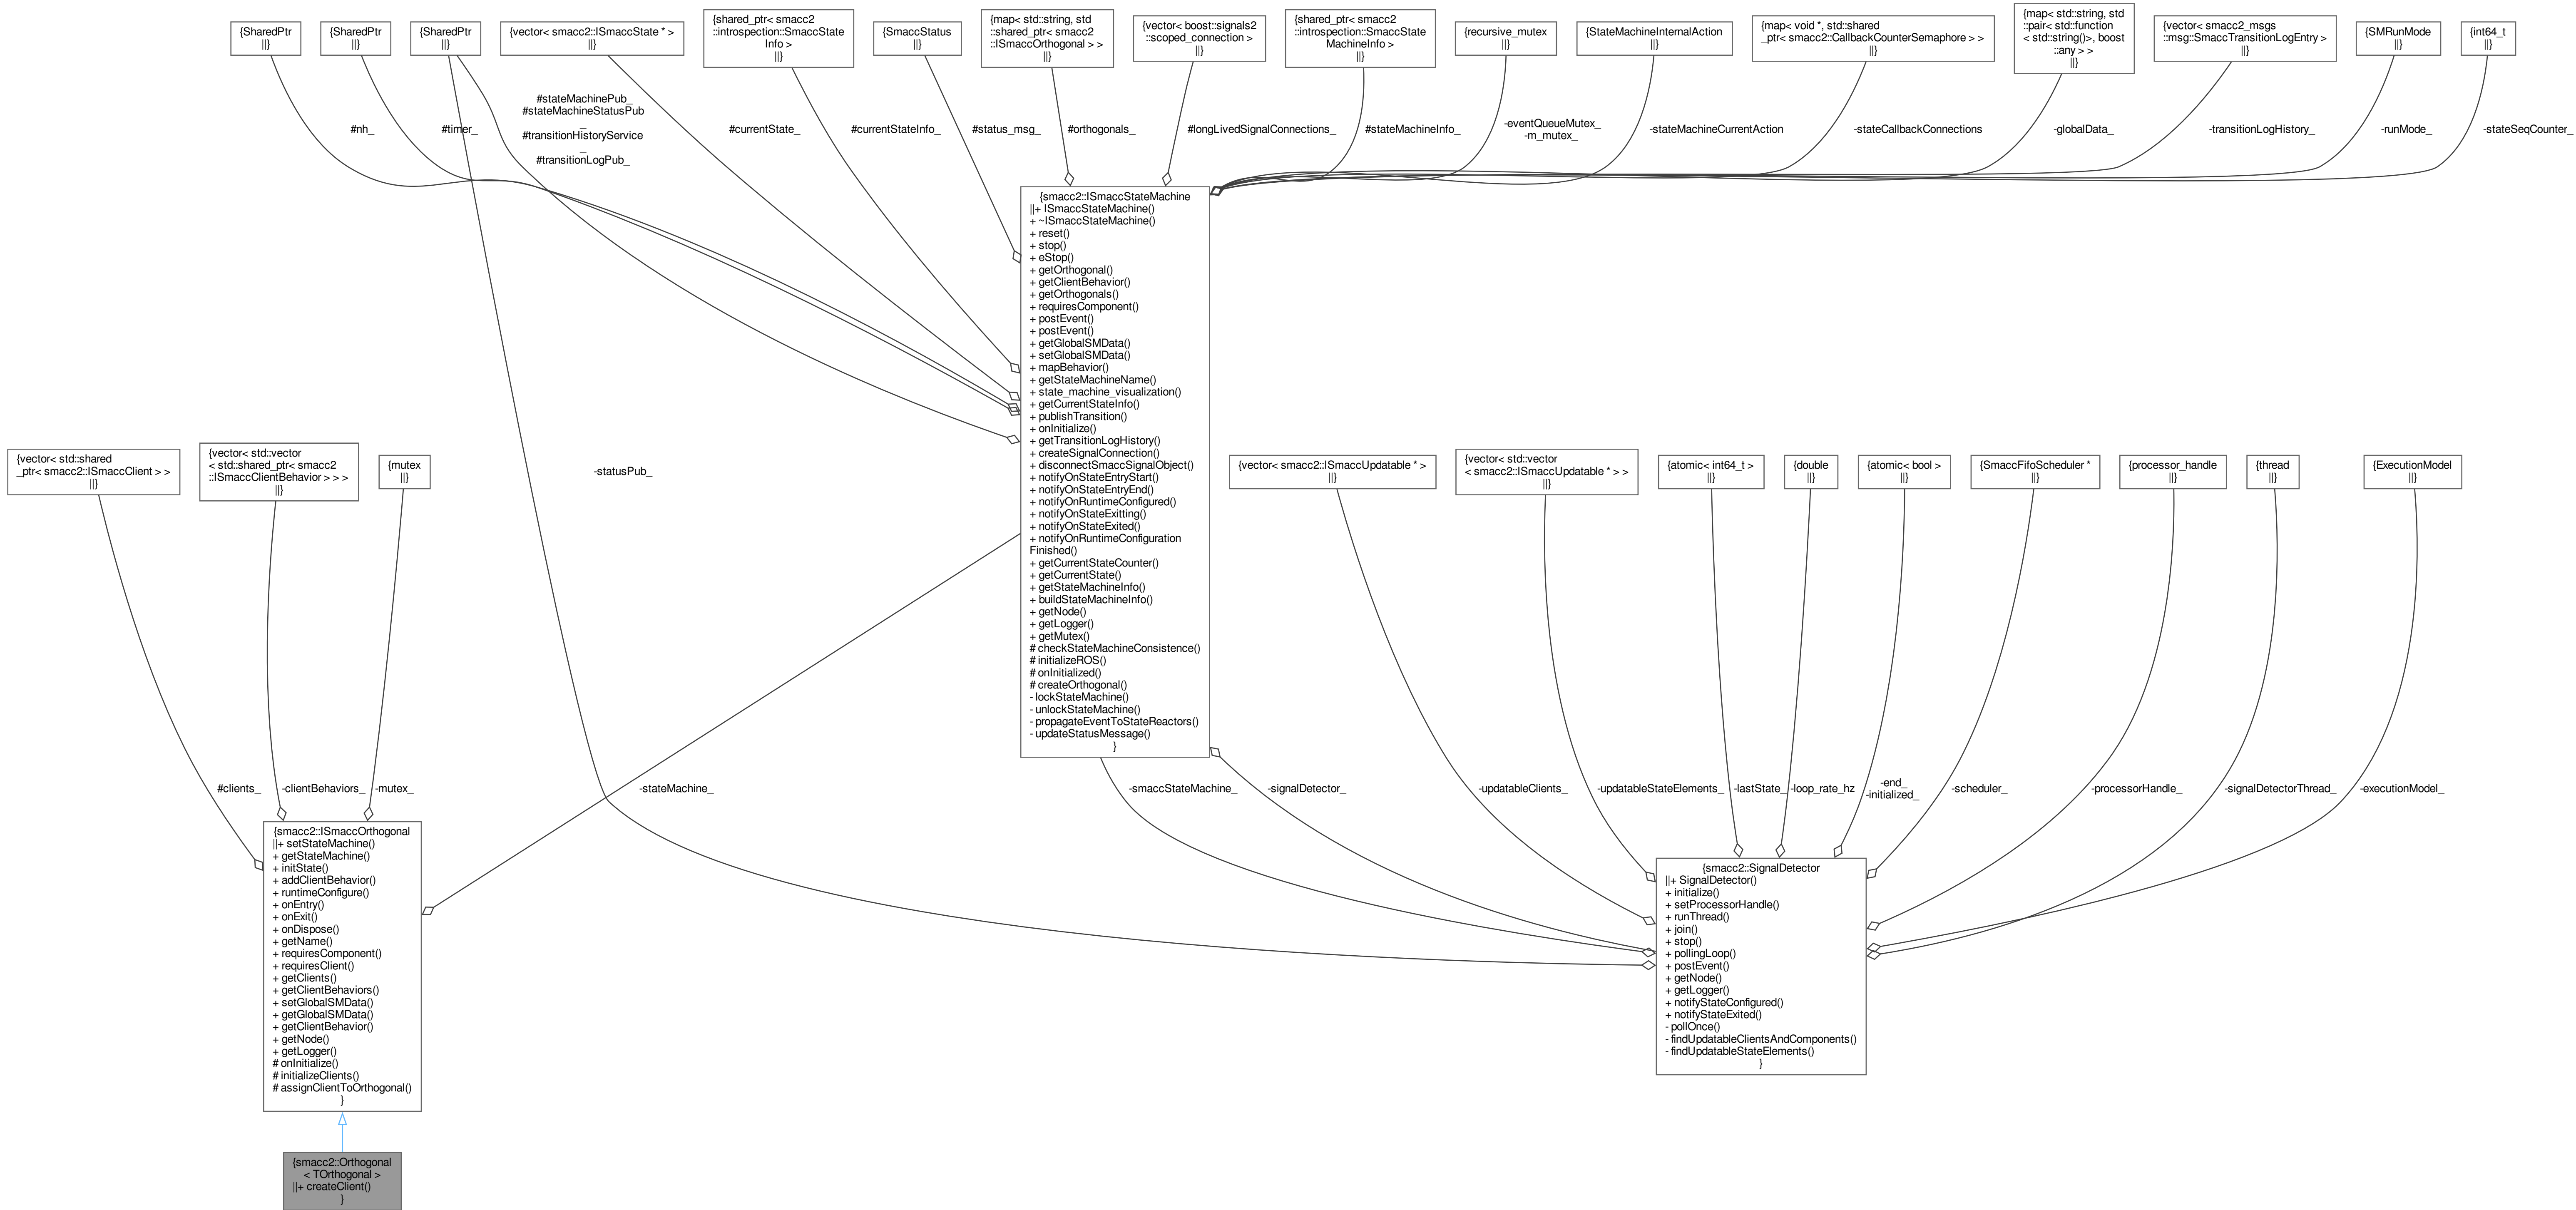 {SharedPtr
||}
{SharedPtr
||}
{SharedPtr
||}
{vector< smacc2::ISmaccState * >
||}
{shared_ptr< smacc2
::introspection::SmaccState
Info >
||}
{SmaccStatus
||}
{map< std::string, std
::shared_ptr< smacc2
::ISmaccOrthogonal > >
||}
{vector< boost::signals2
::scoped_connection >
||}
{shared_ptr< smacc2
::introspection::SmaccState
MachineInfo >
||}
{recursive_mutex
||}
{StateMachineInternalAction
||}
{map< void *, std::shared
_ptr< smacc2::CallbackCounterSemaphore > >
||}
{map< std::string, std
::pair< std::function
< std::string()>, boost
::any > >
||}
{vector< smacc2_msgs
::msg::SmaccTransitionLogEntry >
||}
{SMRunMode
||}
{int64_t
||}
#nh_
#timer_
#stateMachinePub_
#stateMachineStatusPub
_
#transitionHistoryService
_
#transitionLogPub_
#currentState_
#currentStateInfo_
#status_msg_
#orthogonals_
#longLivedSignalConnections_
#stateMachineInfo_
-eventQueueMutex_
-m_mutex_
-stateMachineCurrentAction
-stateCallbackConnections
-globalData_
-transitionLogHistory_
-runMode_
-stateSeqCounter_
{smacc2::ISmaccStateMachine
||+ ISmaccStateMachine()
+ ~ISmaccStateMachine()
+ reset()
+ stop()
+ eStop()
+ getOrthogonal()
+ getClientBehavior()
+ getOrthogonals()
+ requiresComponent()
+ postEvent()
+ postEvent()
+ getGlobalSMData()
+ setGlobalSMData()
+ mapBehavior()
+ getStateMachineName()
+ state_machine_visualization()
+ getCurrentStateInfo()
+ publishTransition()
+ onInitialize()
+ getTransitionLogHistory()
+ createSignalConnection()
+ disconnectSmaccSignalObject()
+ notifyOnStateEntryStart()
+ notifyOnStateEntryEnd()
+ notifyOnRuntimeConfigured()
+ notifyOnStateExitting()
+ notifyOnStateExited()
+ notifyOnRuntimeConfiguration
Finished()
+ getCurrentStateCounter()
+ getCurrentState()
+ getStateMachineInfo()
+ buildStateMachineInfo()
+ getNode()
+ getLogger()
+ getMutex()
# checkStateMachineConsistence()
# initializeROS()
# onInitialized()
# createOrthogonal()
- lockStateMachine()
- unlockStateMachine()
- propagateEventToStateReactors()
- updateStatusMessage()
}
{vector< std::shared
_ptr< smacc2::ISmaccClient > >
||}
{vector< std::vector
< std::shared_ptr< smacc2
::ISmaccClientBehavior > > >
||}
{mutex
||}
-statusPub_
{vector< smacc2::ISmaccUpdatable * >
||}
{vector< std::vector
< smacc2::ISmaccUpdatable * > >
||}
{atomic< int64_t >
||}
{double
||}
{atomic< bool >
||}
{SmaccFifoScheduler *
||}
{processor_handle
||}
{thread
||}
{ExecutionModel
||}
#clients_
-clientBehaviors_
-mutex_
-stateMachine_
-smaccStateMachine_
-signalDetector_
-updatableClients_
-updatableStateElements_
-lastState_
-loop_rate_hz
-end_
-initialized_
-scheduler_
-processorHandle_
-signalDetectorThread_
-executionModel_
{smacc2::ISmaccOrthogonal
||+ setStateMachine()
+ getStateMachine()
+ initState()
+ addClientBehavior()
+ runtimeConfigure()
+ onEntry()
+ onExit()
+ onDispose()
+ getName()
+ requiresComponent()
+ requiresClient()
+ getClients()
+ getClientBehaviors()
+ setGlobalSMData()
+ getGlobalSMData()
+ getClientBehavior()
+ getNode()
+ getLogger()
# onInitialize()
# initializeClients()
# assignClientToOrthogonal()
}
{smacc2::SignalDetector
||+ SignalDetector()
+ initialize()
+ setProcessorHandle()
+ runThread()
+ join()
+ stop()
+ pollingLoop()
+ postEvent()
+ getNode()
+ getLogger()
+ notifyStateConfigured()
+ notifyStateExited()
- pollOnce()
- findUpdatableClientsAndComponents()
- findUpdatableStateElements()
}
{smacc2::Orthogonal
< TOrthogonal >
||+ createClient()
}